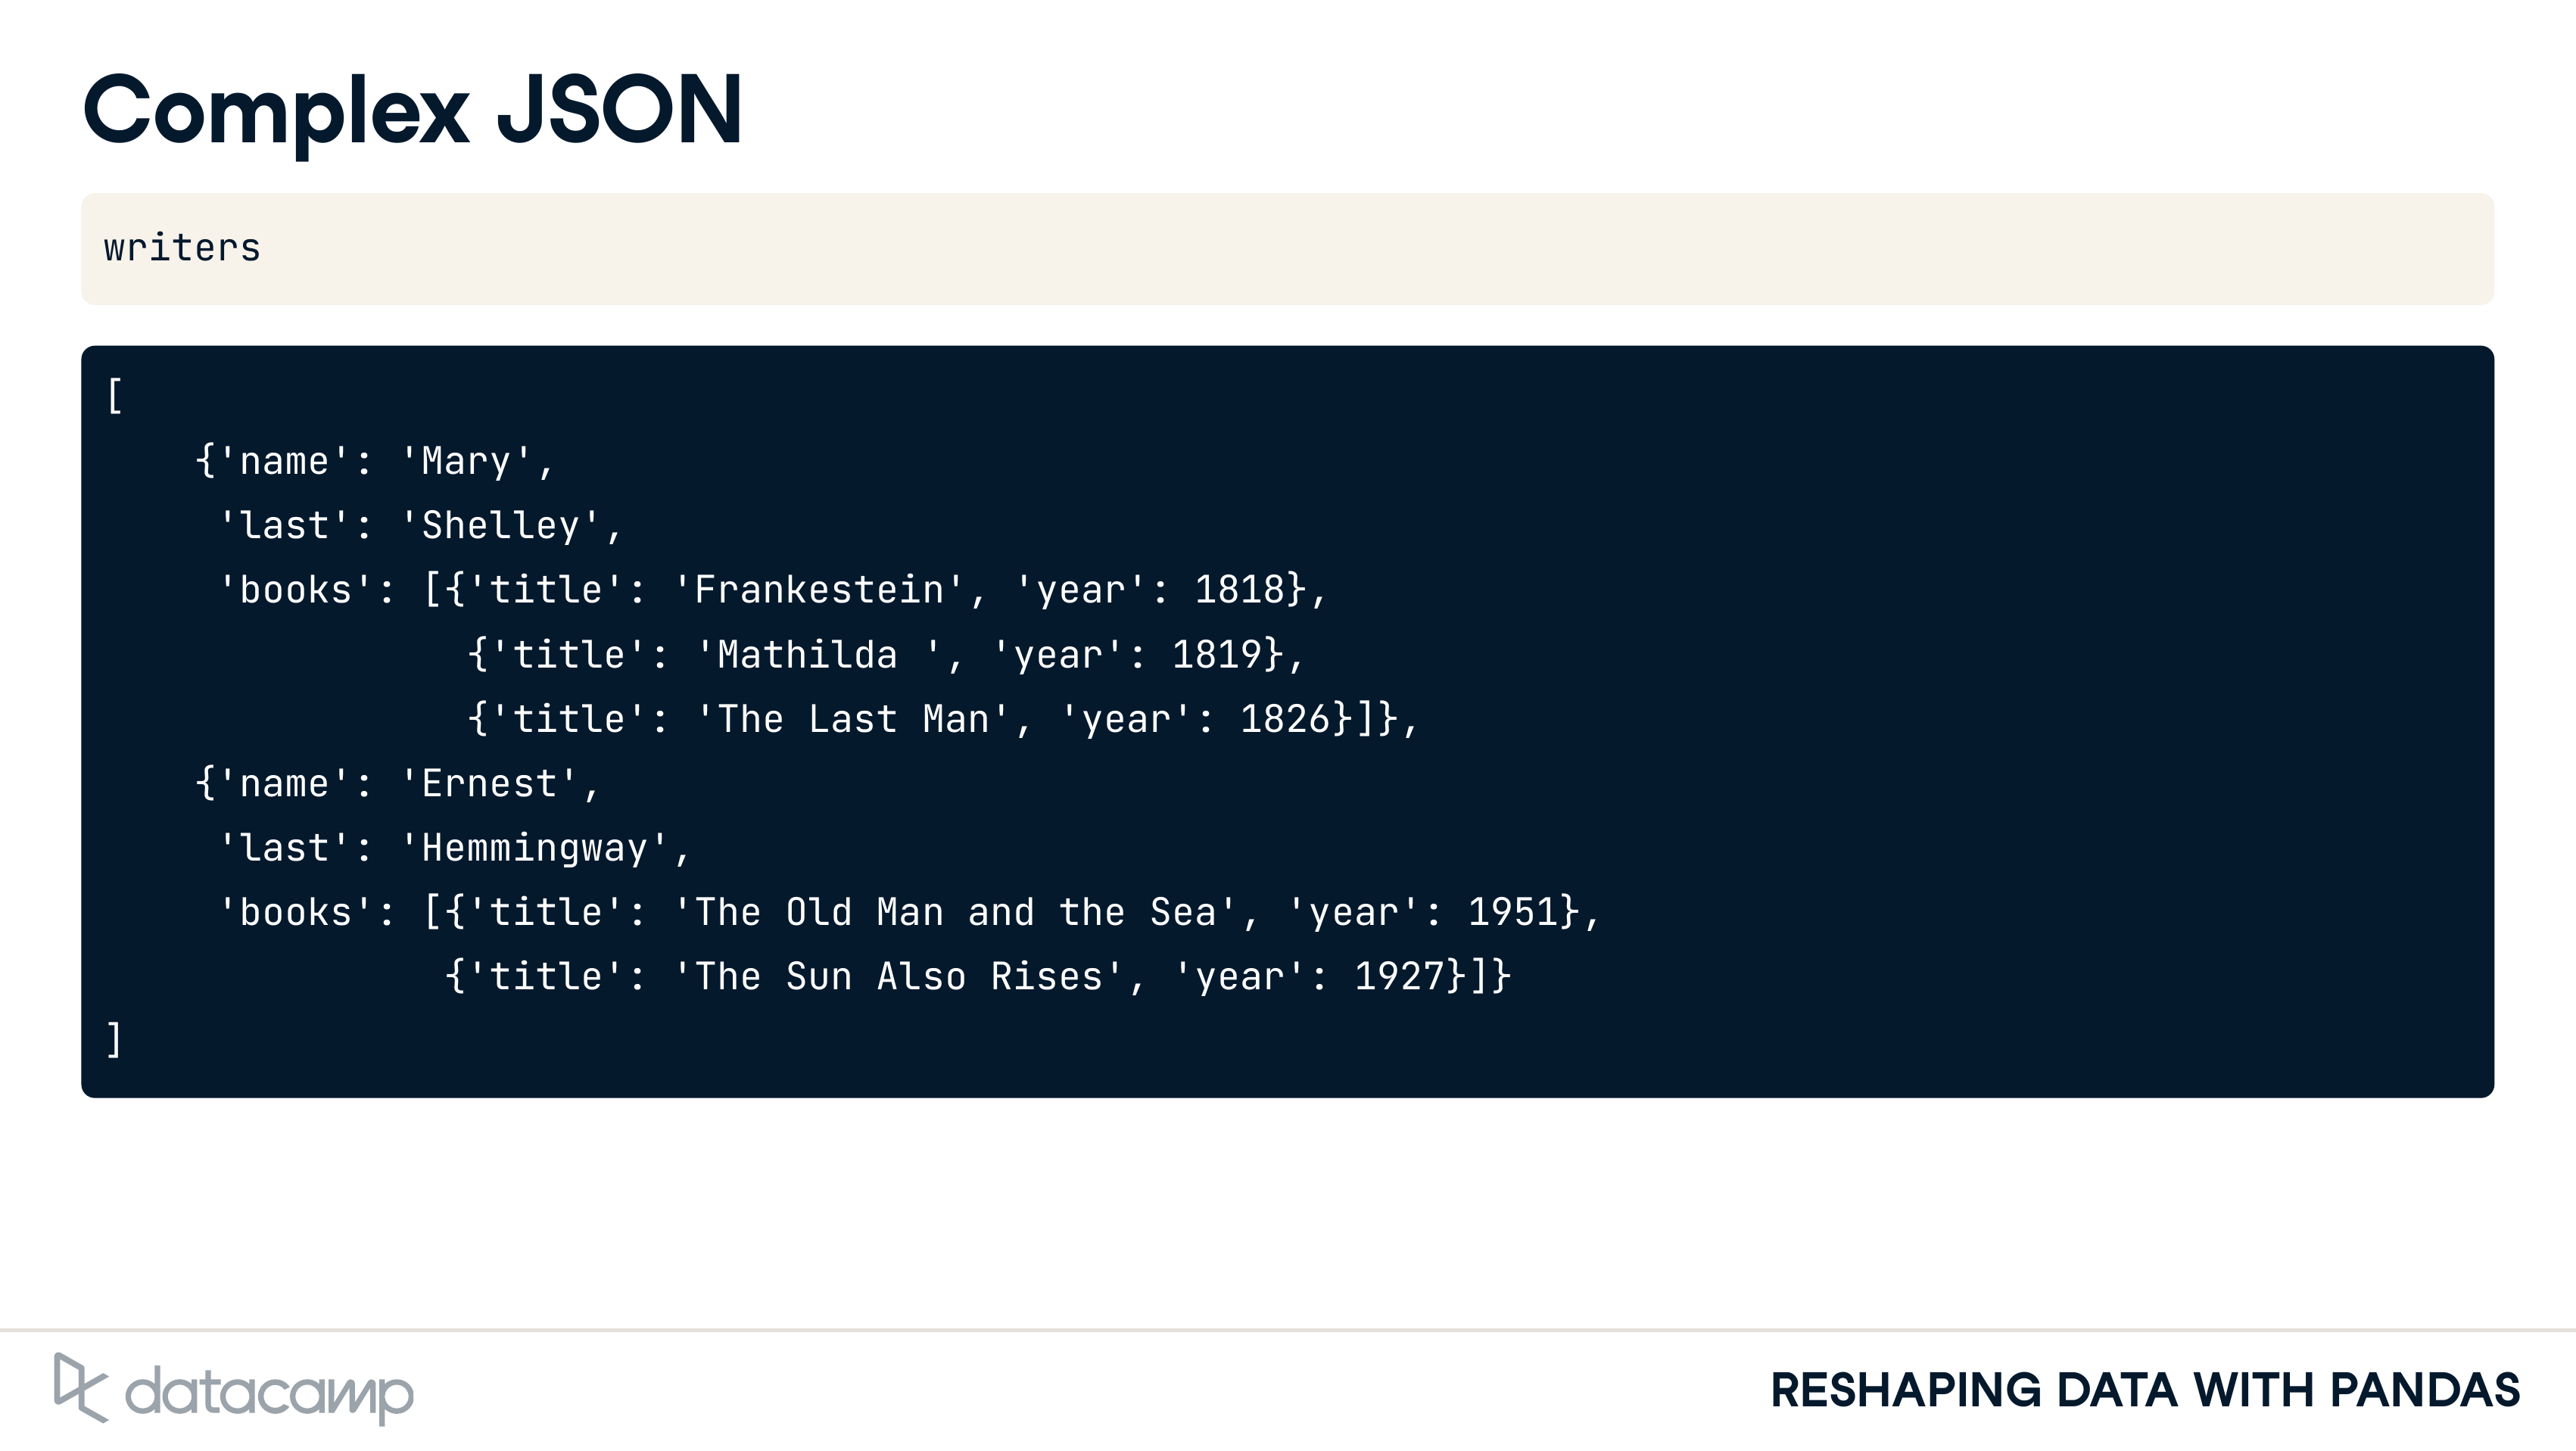 Complex JSON
writers
[
    {'name': 'Mary',
     'last': 'Shelley',
     'books': [{'title': 'Frankestein', 'year': 1818},
                {'title': 'Mathilda ', 'year': 1819},
                {'title': 'The Last Man', 'year': 1826}]},
    {'name': 'Ernest',
     'last': 'Hemmingway',
     'books': [{'title': 'The Old Man and the Sea', 'year': 1951},
               {'title': 'The Sun Also Rises', 'year': 1927}]}
]
datacamp
RESHAPING DATA WITH PANDAS